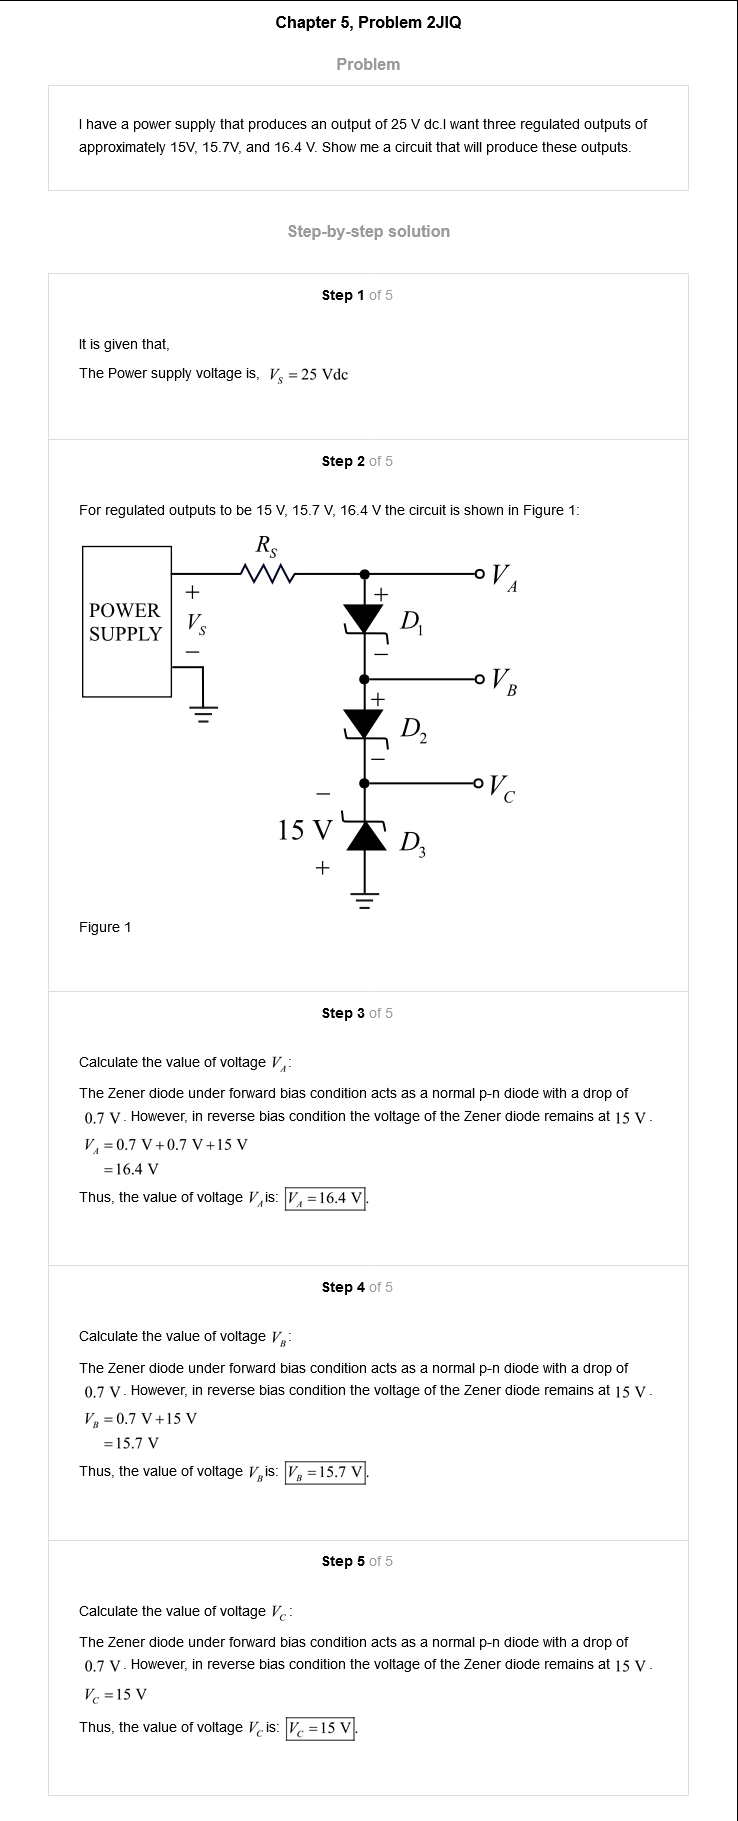 Chapter 5, Problem 2JIQ
Problem
I have a power supply that produces an output of 25 V dc.I want three regulated outputs of
approximately 15V, 15.7V, and 16.4 V. Show me a circuit that will produce these outputs.
Step-by-step solution
Step 1 of 5
It is given that,
The Power supply voltage is, V_S = 25 Vdc
Step 2 of 5
For regulated outputs to be 15 V, 15.7 V, 16.4 V the circuit is shown in Figure 1:
R_S
V_A
+
+
POWER
SUPPLY
V_S
D_1
−
−
V_B
+
D_2
−
V_C
−
15 V
D_3
+
Figure 1
Step 3 of 5
Calculate the value of voltage V_A:
The Zener diode under forward bias condition acts as a normal p-n diode with a drop of
0.7 V. However, in reverse bias condition the voltage of the Zener diode remains at 15 V.
V_A = 0.7 V+0.7 V+15 V
= 16.4 V
Thus, the value of voltage V_A is: V_A = 16.4 V.
Step 4 of 5
Calculate the value of voltage V_B:
The Zener diode under forward bias condition acts as a normal p-n diode with a drop of
0.7 V. However, in reverse bias condition the voltage of the Zener diode remains at 15 V.
V_B = 0.7 V+15 V
= 15.7 V
Thus, the value of voltage V_B is: V_B = 15.7 V.
Step 5 of 5
Calculate the value of voltage V_C:
The Zener diode under forward bias condition acts as a normal p-n diode with a drop of
0.7 V. However, in reverse bias condition the voltage of the Zener diode remains at 15 V.
V_C = 15 V
Thus, the value of voltage V_C is: V_C = 15 V.